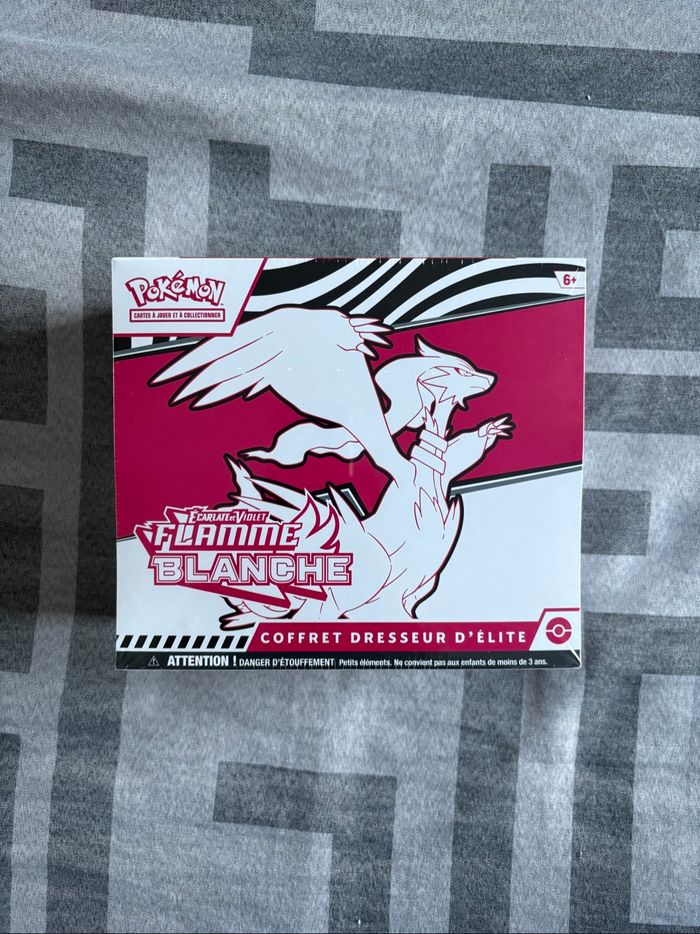 POKéMON
CARTES À JOUER ET À COLLECTIONNER
6+
ÉCARLATE ET VIOLET
FLAMME
BLANCHE
COFFRET DRESSEUR D'ÉLITE
ATTENTION ! DANGER D'ÉTOUFFEMENT Petits éléments. Ne convient pas aux enfants de moins de 3 ans.